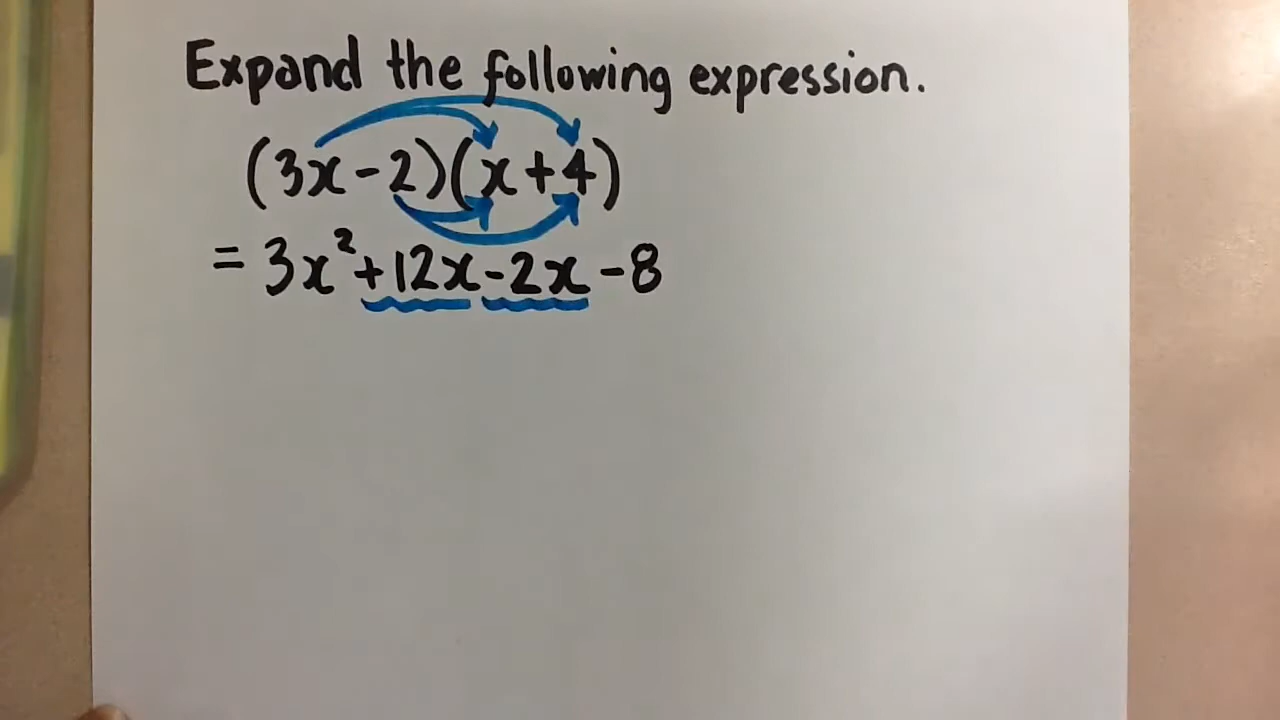 Expand the following expression.
(3x-2)(x+4)
= 3x²+12x-2x-8